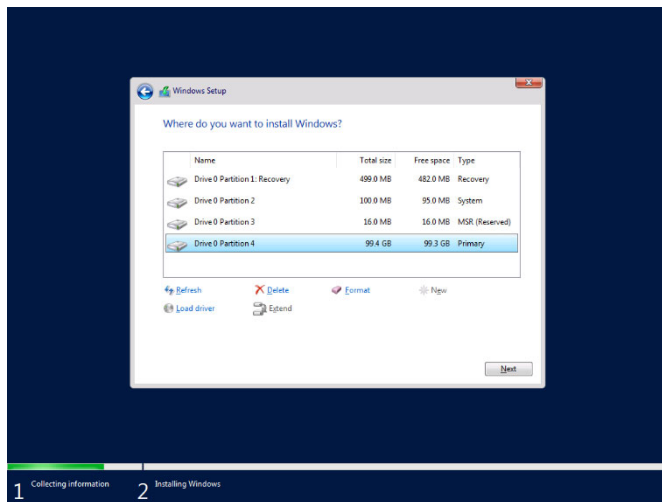 Windows Setup
Where do you want to install Windows?
Name Total size Free space Type
Drive 0 Partition 1: Recovery 499.0 MB 482.0 MB Recovery
Drive 0 Partition 2 100.0 MB 95.0 MB System
Drive 0 Partition 3 16.0 MB 16.0 MB MSR (Reserved)
Drive 0 Partition 4 99.4 GB 99.3 GB Primary
Refresh Delete Format New
Load driver Extend
Next
1 Collecting information 2 Installing Windows